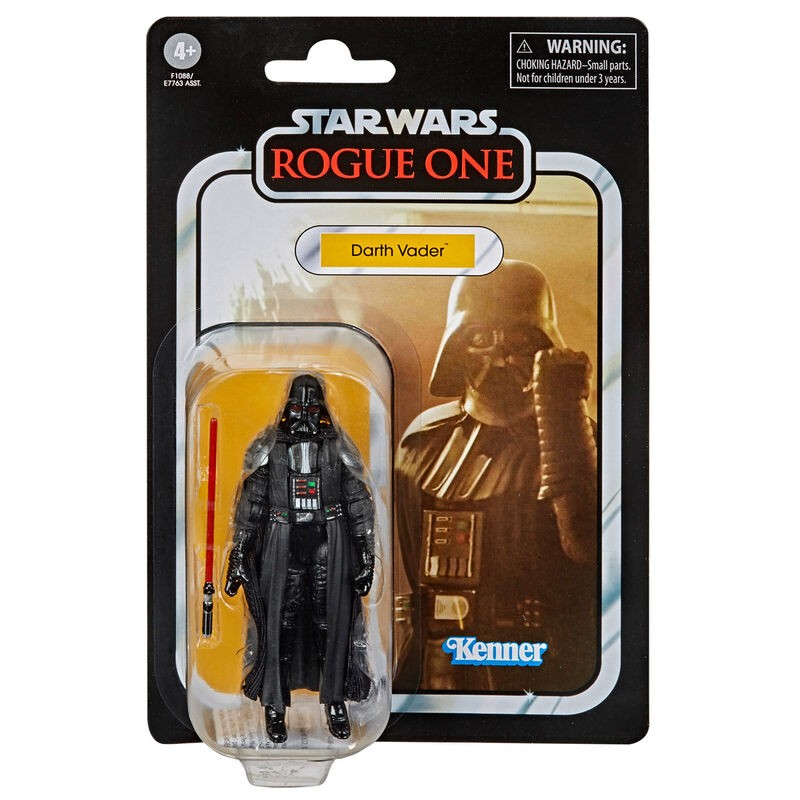 4+
F1088/
E7763 ASST.
WARNING:
CHOKING HAZARD–Small parts.
Not for children under 3 years.
STAR WARS
ROGUE ONE
™
Darth Vader™
Kenner